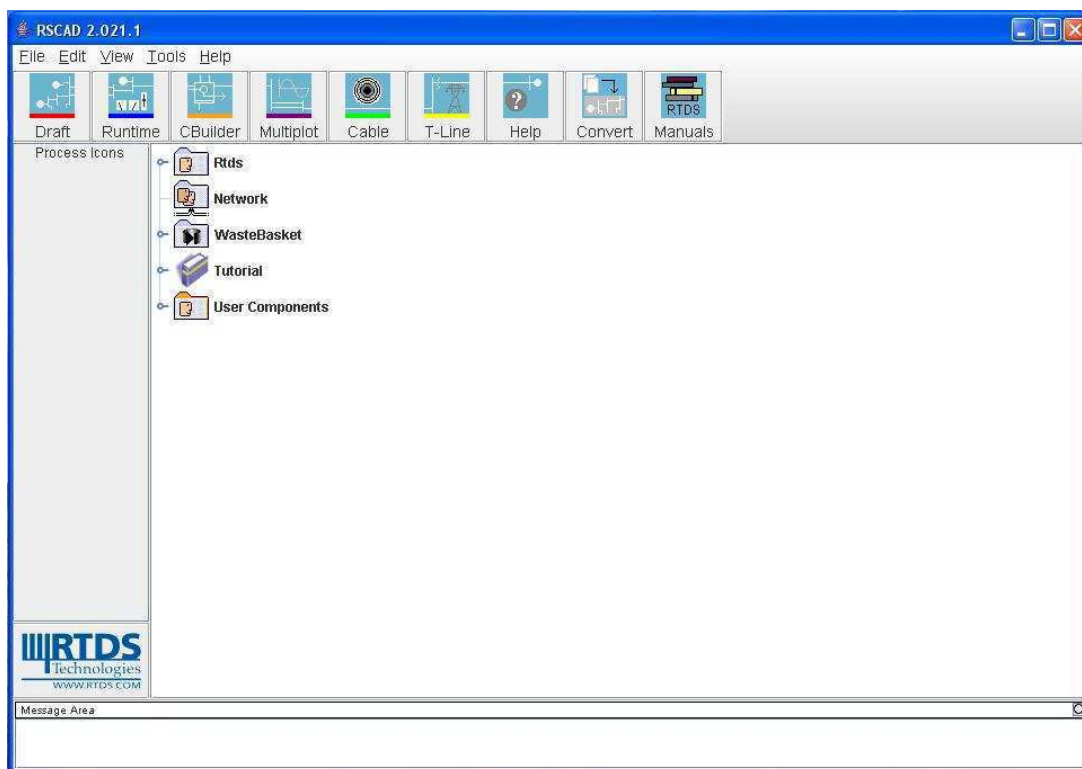 RSCAD 2.021.1
File Edit View Tools Help
RTDS
Draft Runtime CBuilder Multiplot Cable T-Line Help Convert Manuals
Process Icons
Rtds
Network
WasteBasket
Tutorial
User Components
RTDS
Technologies
WWW.RTDS.COM
Message Area